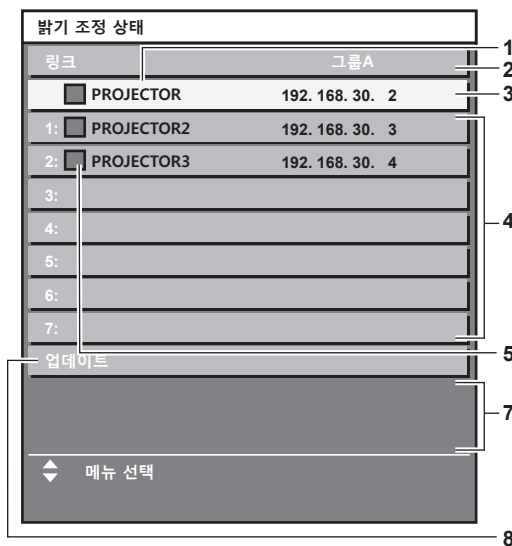 밝기 조정 상태
링크 그룹A
PROJECTOR 192. 168. 30. 2
1: PROJECTOR2 192. 168. 30. 3
2: PROJECTOR3 192. 168. 30. 4
3:
4:
5:
6:
7:
업데이트
메뉴 선택
1
2
3
4
5
7
8